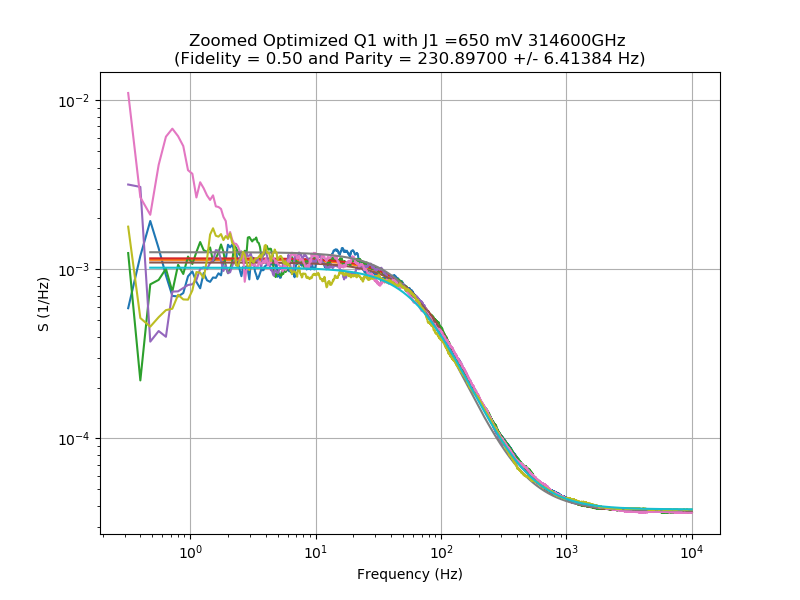 Zoomed Optimized Q1 with J1 =650 mV 314600GHz
(Fidelity = 0.50 and Parity = 230.89700 +/- 6.41384 Hz)
10⁻²
10⁻³
10⁻⁴
S (1/Hz)
10⁰ 10¹ 10² 10³ 10⁴
Frequency (Hz)